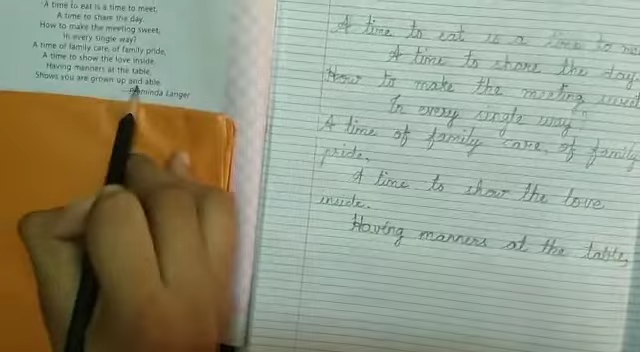 A time to eat is a time to meet,
A time to share the day.
How to make the meeting sweet,
In every single way?
A time of family care, of family pride,
A time to show the love inside.
Having manners at the table,
Shows you are grown up and able.
Langer
A time to eat is a time to me
A time to share the day.
How to make the meeting sweet
In every single way?
A time of family care, of family
pride,
A time to show the love
inside.
Having manners at the table,